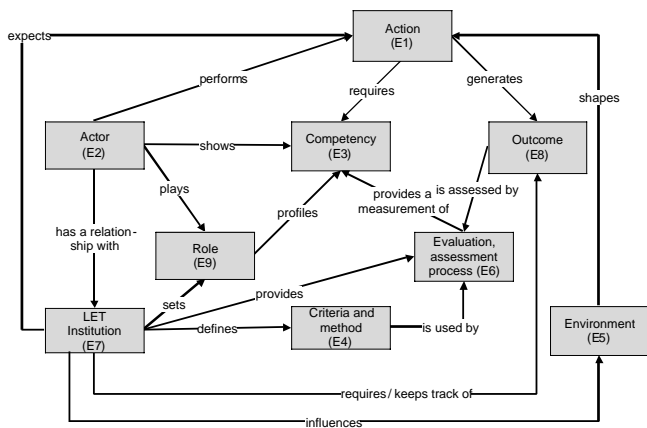 Action
(E1)
expects
performs
generates
requires
shapes
Actor
(E2)
shows
Competency
(E3)
Outcome
(E8)
plays
provides a
measurement of
is assessed by
profiles
has a relation-
ship with
Role
(E9)
Evaluation,
assessment
process (E6)
sets
provides
LET
Institution
(E7)
defines
Criteria and
method
(E4)
is used by
Environment
(E5)
requires / keeps track of
influences